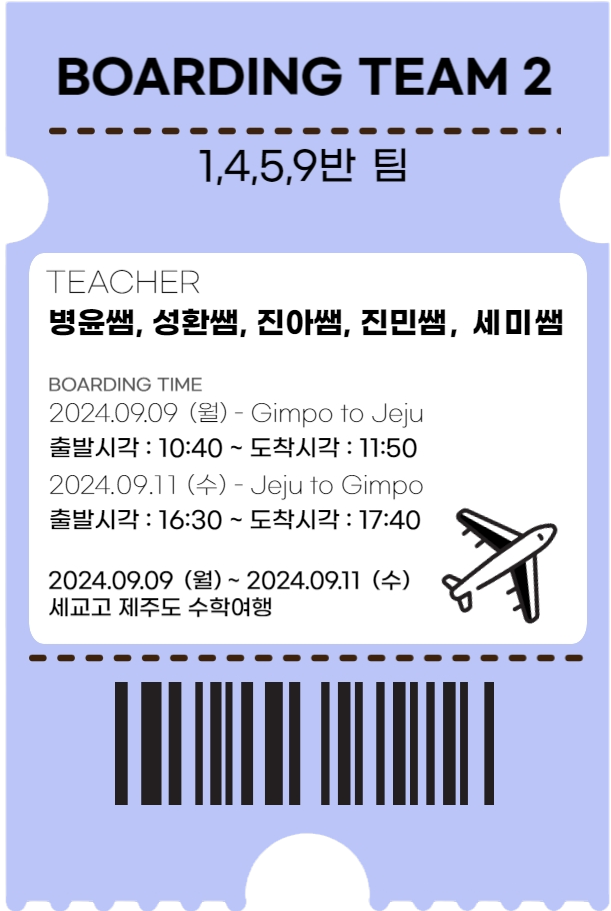 BOARDING TEAM 2
1,4,5,9반 팀
TEACHER
병윤쌤, 성환쌤, 진아쌤, 진민쌤, 세미쌤
BOARDING TIME
2024.09.09 (월) - Gimpo to Jeju
출발시각 : 10:40 ~ 도착시각 : 11:50
2024.09.11 (수) - Jeju to Gimpo
출발시각 : 16:30 ~ 도착시각 : 17:40
2024.09.09 (월) ~ 2024.09.11 (수)
세교고 제주도 수학여행